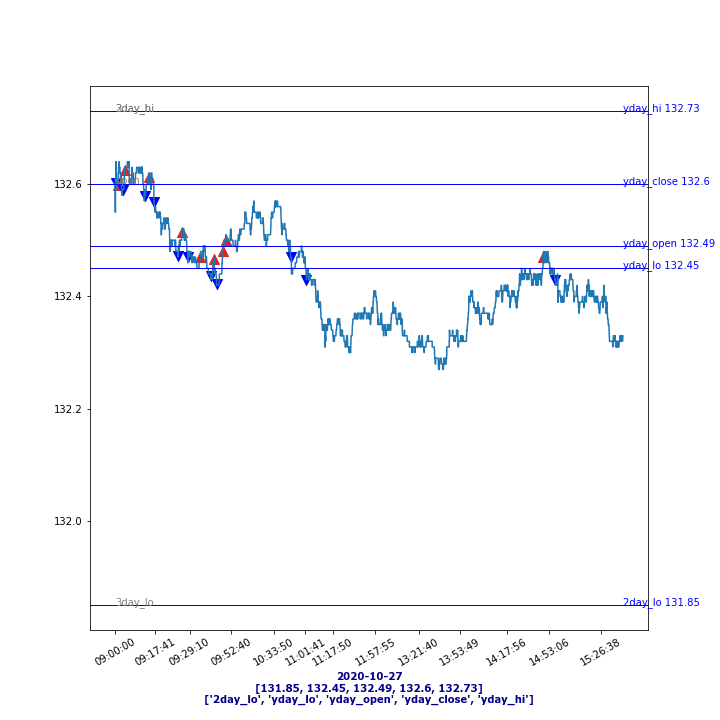 3day_hi
yday_hi 132.73
132.6
yday_close 132.6
yday_open 132.49
yday_lo 132.45
132.4
132.2
132.0
3day_lo
2day_lo 131.85
09:00:00
09:17:41
09:29:10
09:52:40
10:33:50
11:01:41
11:17:50
11:57:55
13:21:40
13:53:49
14:17:56
14:53:06
15:26:38
2020-10-27
[131.85, 132.45, 132.49, 132.6, 132.73]
['2day_lo', 'yday_lo', 'yday_open', 'yday_close', 'yday_hi']